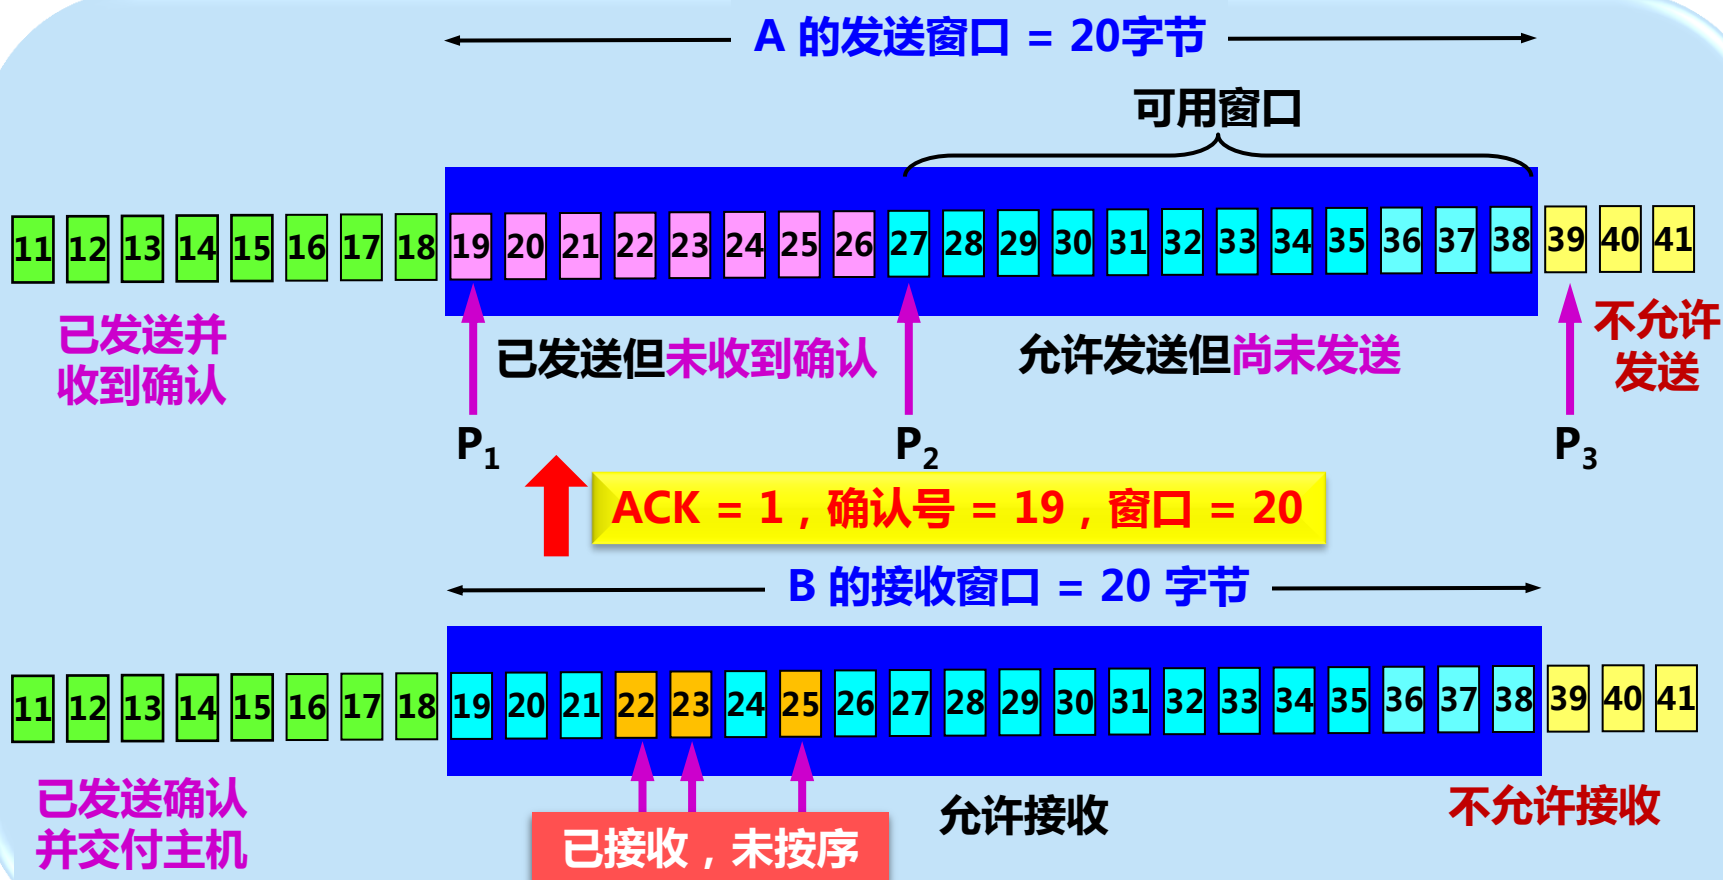 A 的发送窗口 = 20字节
可用窗口
11 12 13 14 15 16 17 18 19 20 21 22 23 24 25 26 27 28 29 30 31 32 33 34 35 36 37 38 39 40 41
已发送并
收到确认
已发送但未收到确认
允许发送但尚未发送
不允许
发送
P1
P2
P3
ACK = 1，确认号 = 19，窗口 = 20
B 的接收窗口 = 20 字节
11 12 13 14 15 16 17 18 19 20 21 22 23 24 25 26 27 28 29 30 31 32 33 34 35 36 37 38 39 40 41
已发送确认
并交付主机
已接收，未按序
允许接收
不允许接收